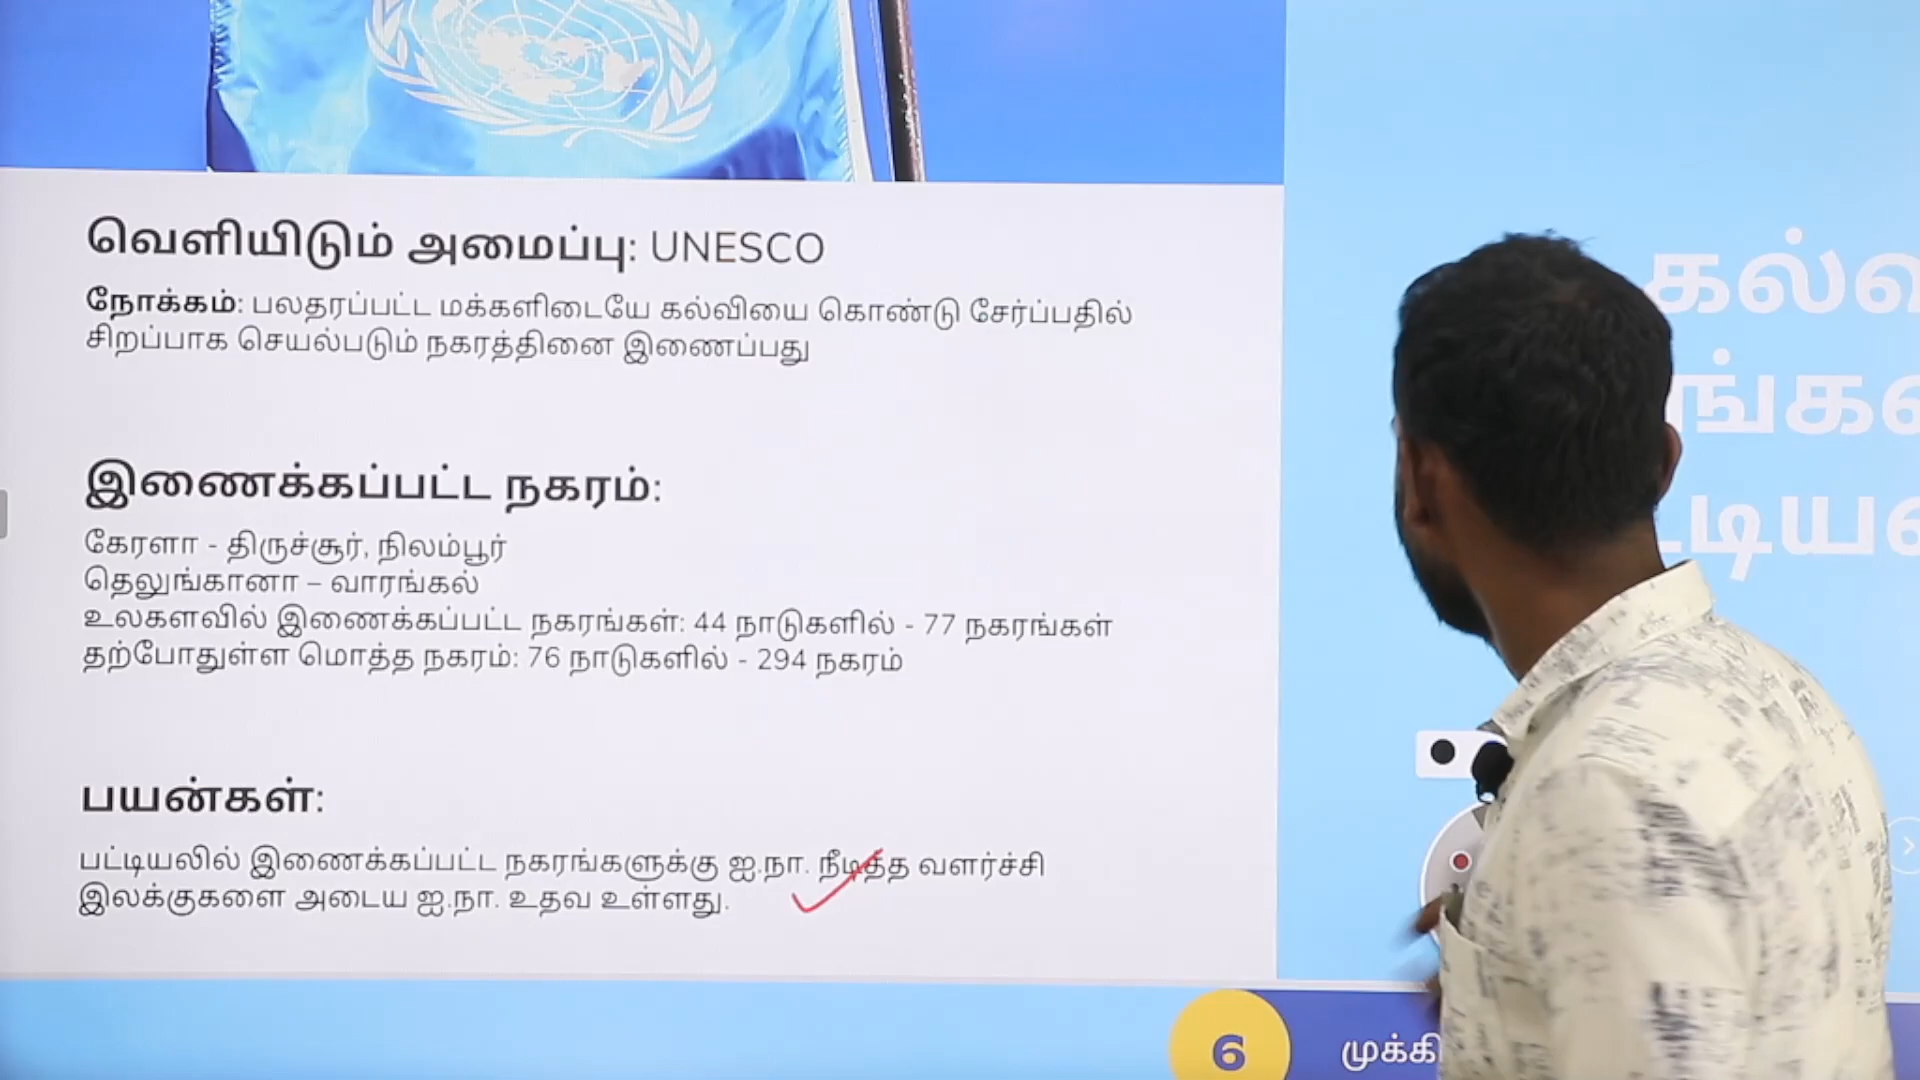 வெளியிடும் அமைப்பு: UNESCO
நோக்கம்: பலதரப்பட்ட மக்களிடையே கல்வியை கொண்டு சேர்ப்பதில்
சிறப்பாக செயல்படும் நகரத்தினை இணைப்பது
இணைக்கப்பட்ட நகரம்:
கேரளா - திருச்சூர், நிலம்பூர்
தெலுங்கானா – வாரங்கல்
உலகளவில் இணைக்கப்பட்ட நகரங்கள்: 44 நாடுகளில் - 77 நகரங்கள்
தற்போதுள்ள மொத்த நகரம்: 76 நாடுகளில் - 294 நகரம்
பயன்கள்:
பட்டியலில் இணைக்கப்பட்ட நகரங்களுக்கு ஐ.நா. நீடித்த வளர்ச்சி
இலக்குகளை அடைய ஐ.நா. உதவ உள்ளது.
6